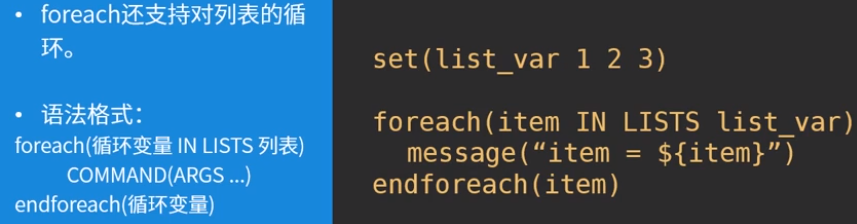 • foreach还支持对列表的循
环。
• 语法格式：
foreach(循环变量 IN LISTS 列表)
COMMAND(ARGS ...)
endforeach(循环变量)
set(list_var 1 2 3)
foreach(item IN LISTS list_var)
message(“item = ${item}”)
endforeach(item)